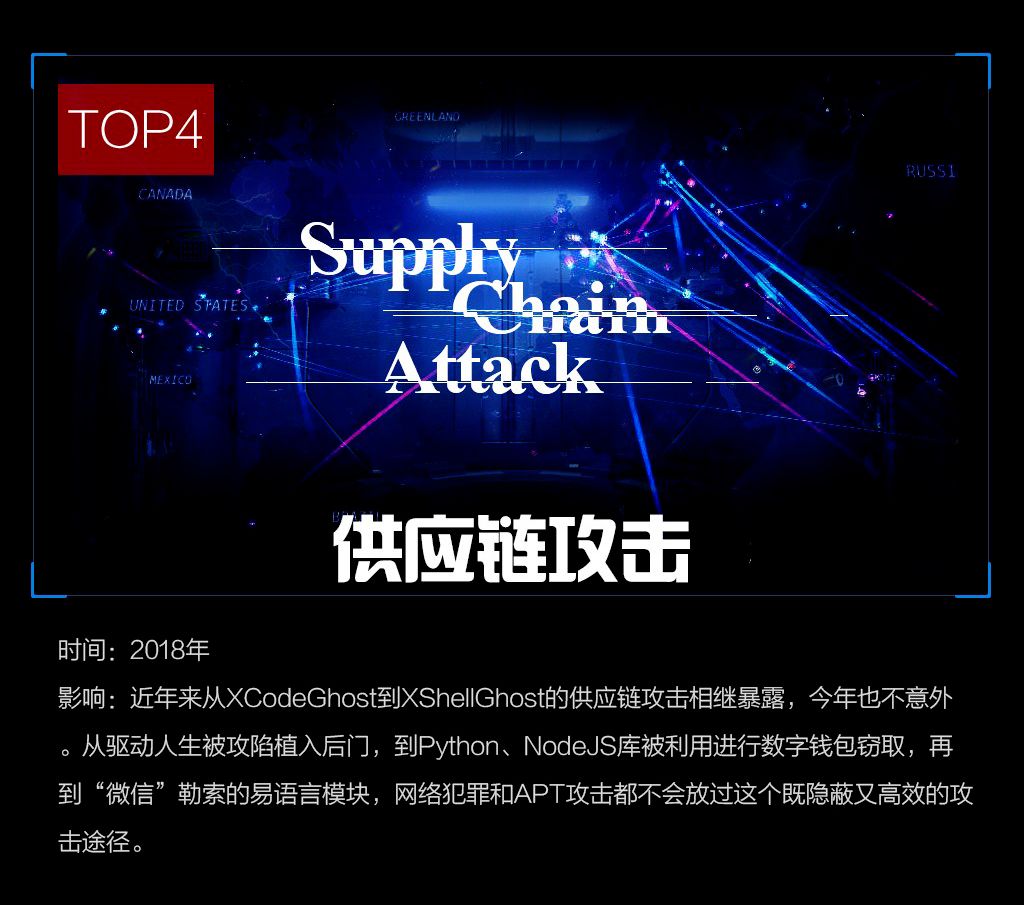 TOP4
GREENLAND
RUSSI
CANADA
Supply
Chain
UNITED STATES
Attack
MEXICO
BRAZIL
供应链攻击
时间：2018年
影响：近年来从XCodeGhost到XShellGhost的供应链攻击相继暴露，今年也不意外
。从驱动人生被攻陷植入后门，到Python、NodeJS库被利用进行数字钱包窃取，再
到“微信”勒索的易语言模块，网络犯罪和APT攻击都不会放过这个既隐蔽又高效的攻
击途径。